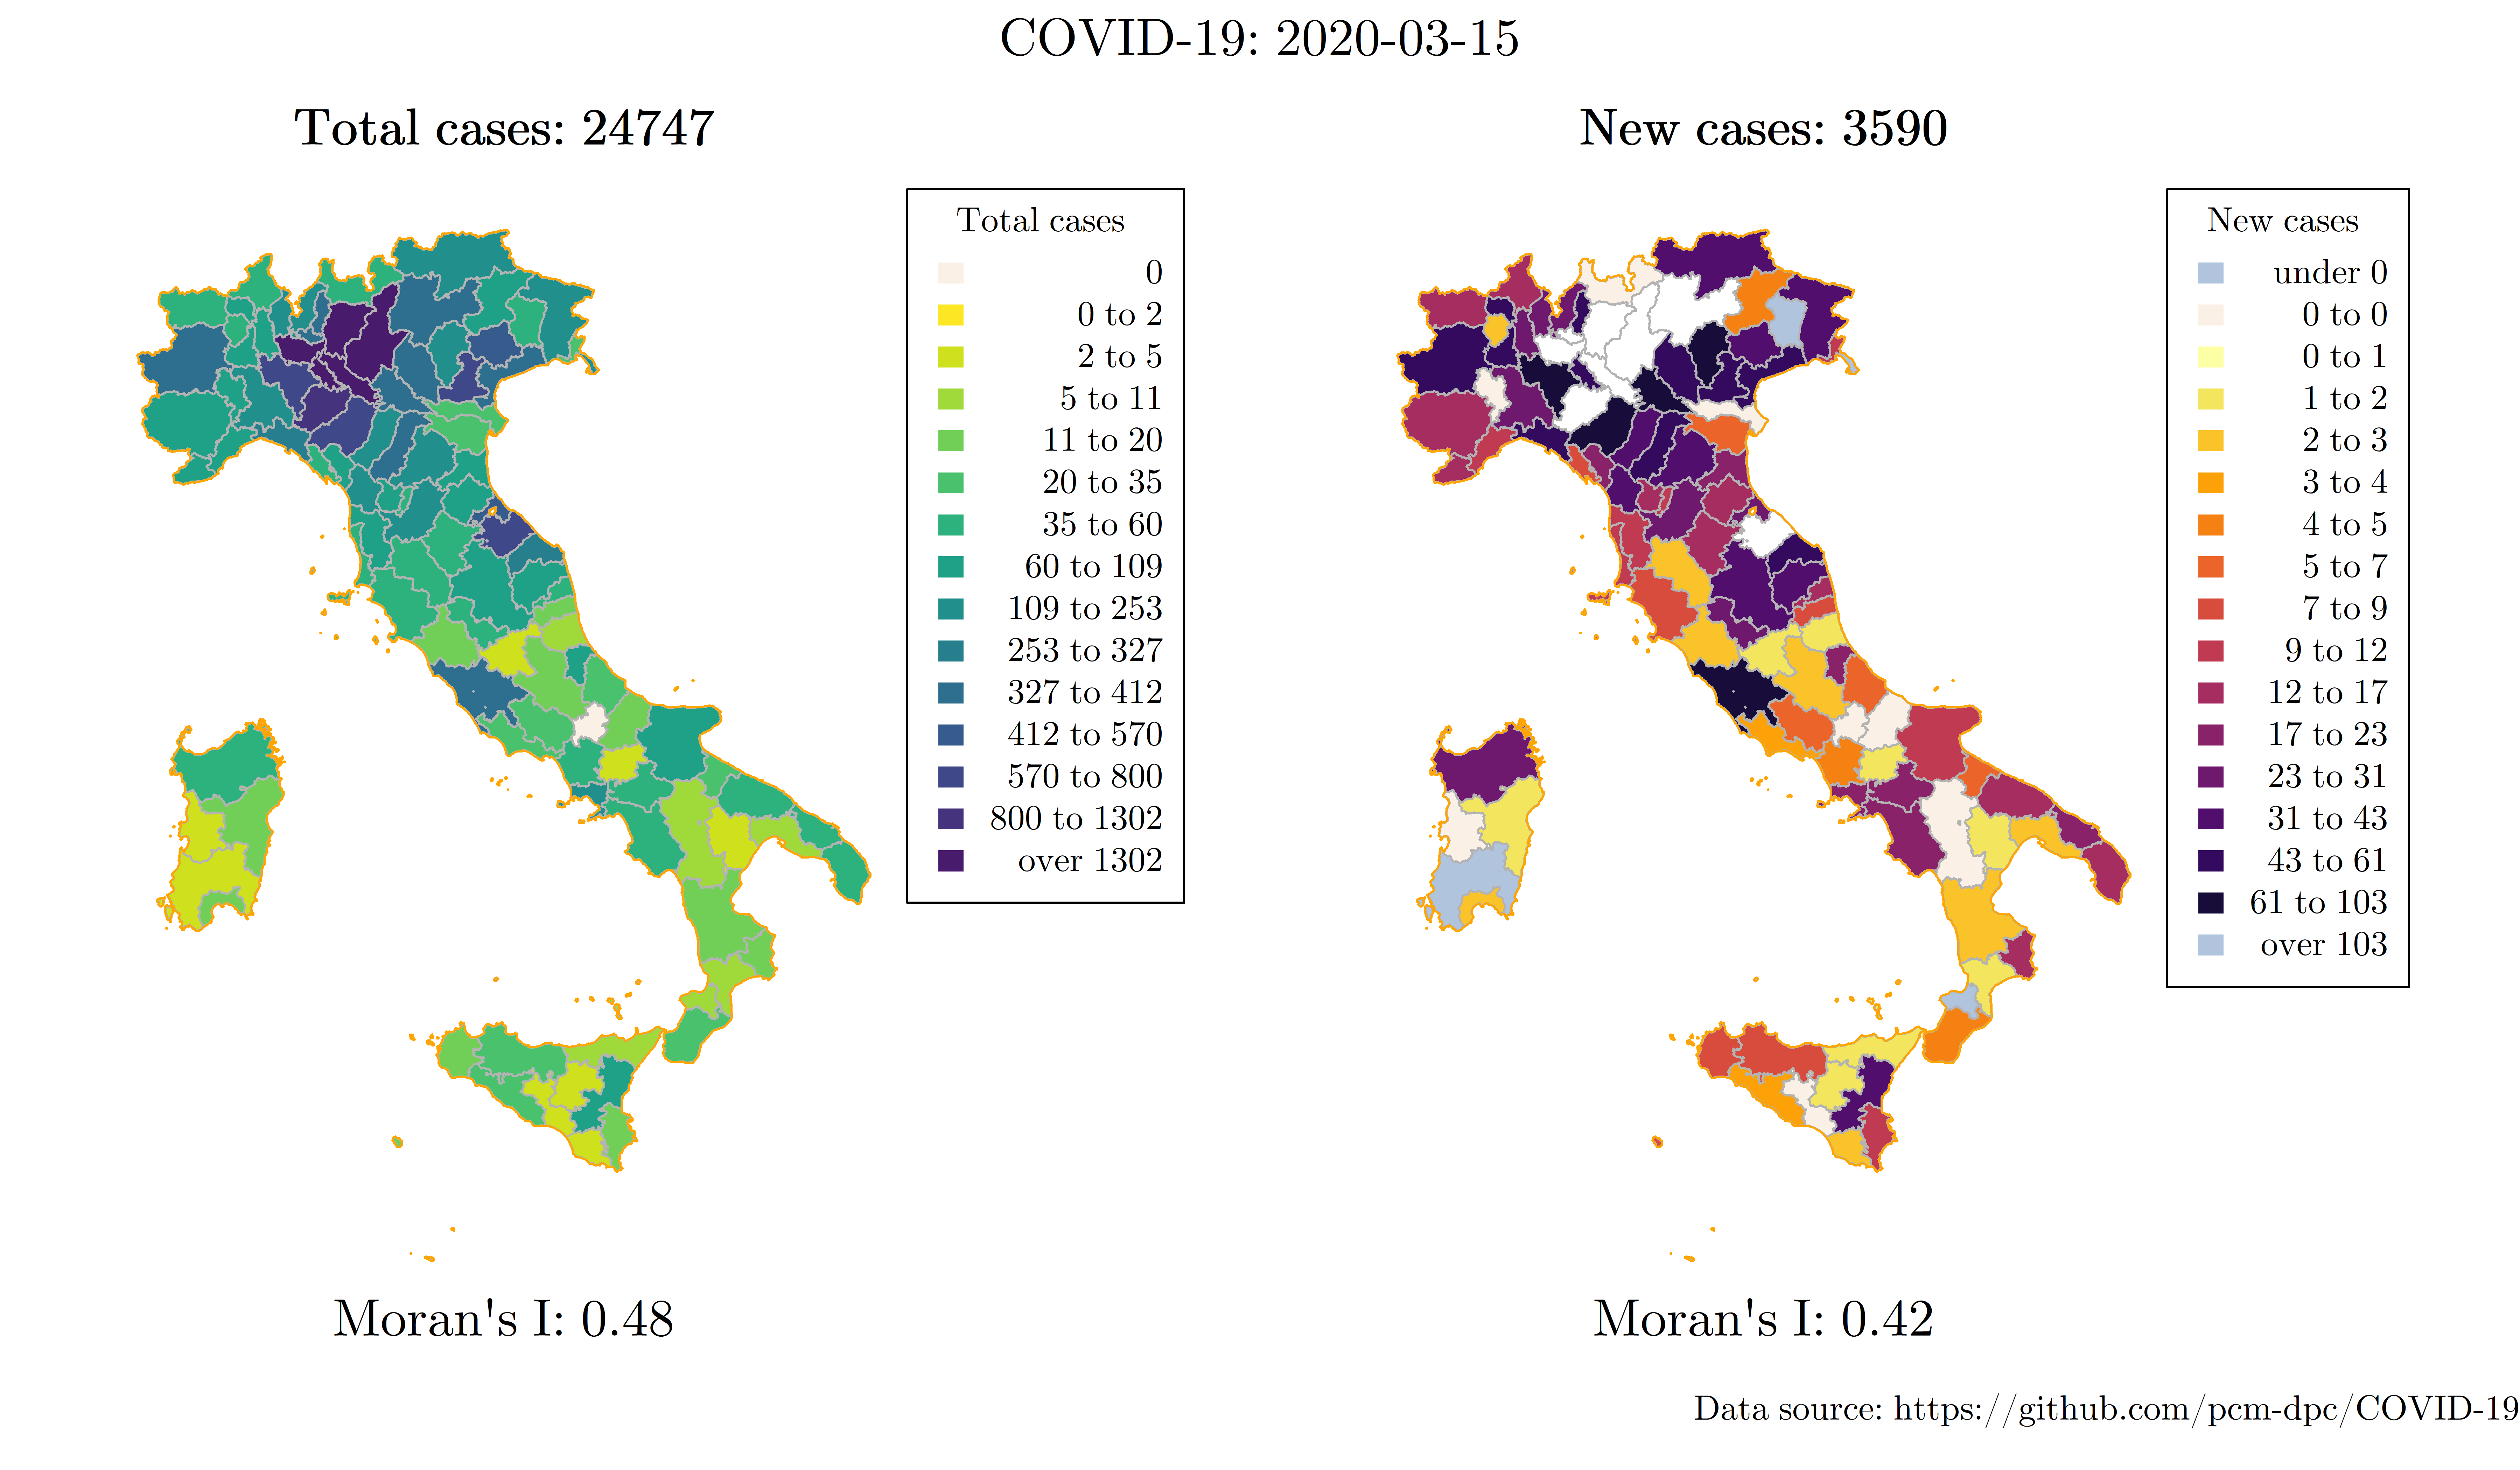 COVID-19: 2020-03-15
Total cases: 24747
Total cases
0
0 to 2
2 to 5
5 to 11
11 to 20
20 to 35
35 to 60
60 to 109
109 to 253
253 to 327
327 to 412
412 to 570
570 to 800
800 to 1302
over 1302
Moran's I: 0.48
New cases: 3590
New cases
under 0
0 to 0
0 to 1
1 to 2
2 to 3
3 to 4
4 to 5
5 to 7
7 to 9
9 to 12
12 to 17
17 to 23
23 to 31
31 to 43
43 to 61
61 to 103
over 103
Moran's I: 0.42
Data source: https://github.com/pcm-dpc/COVID-19